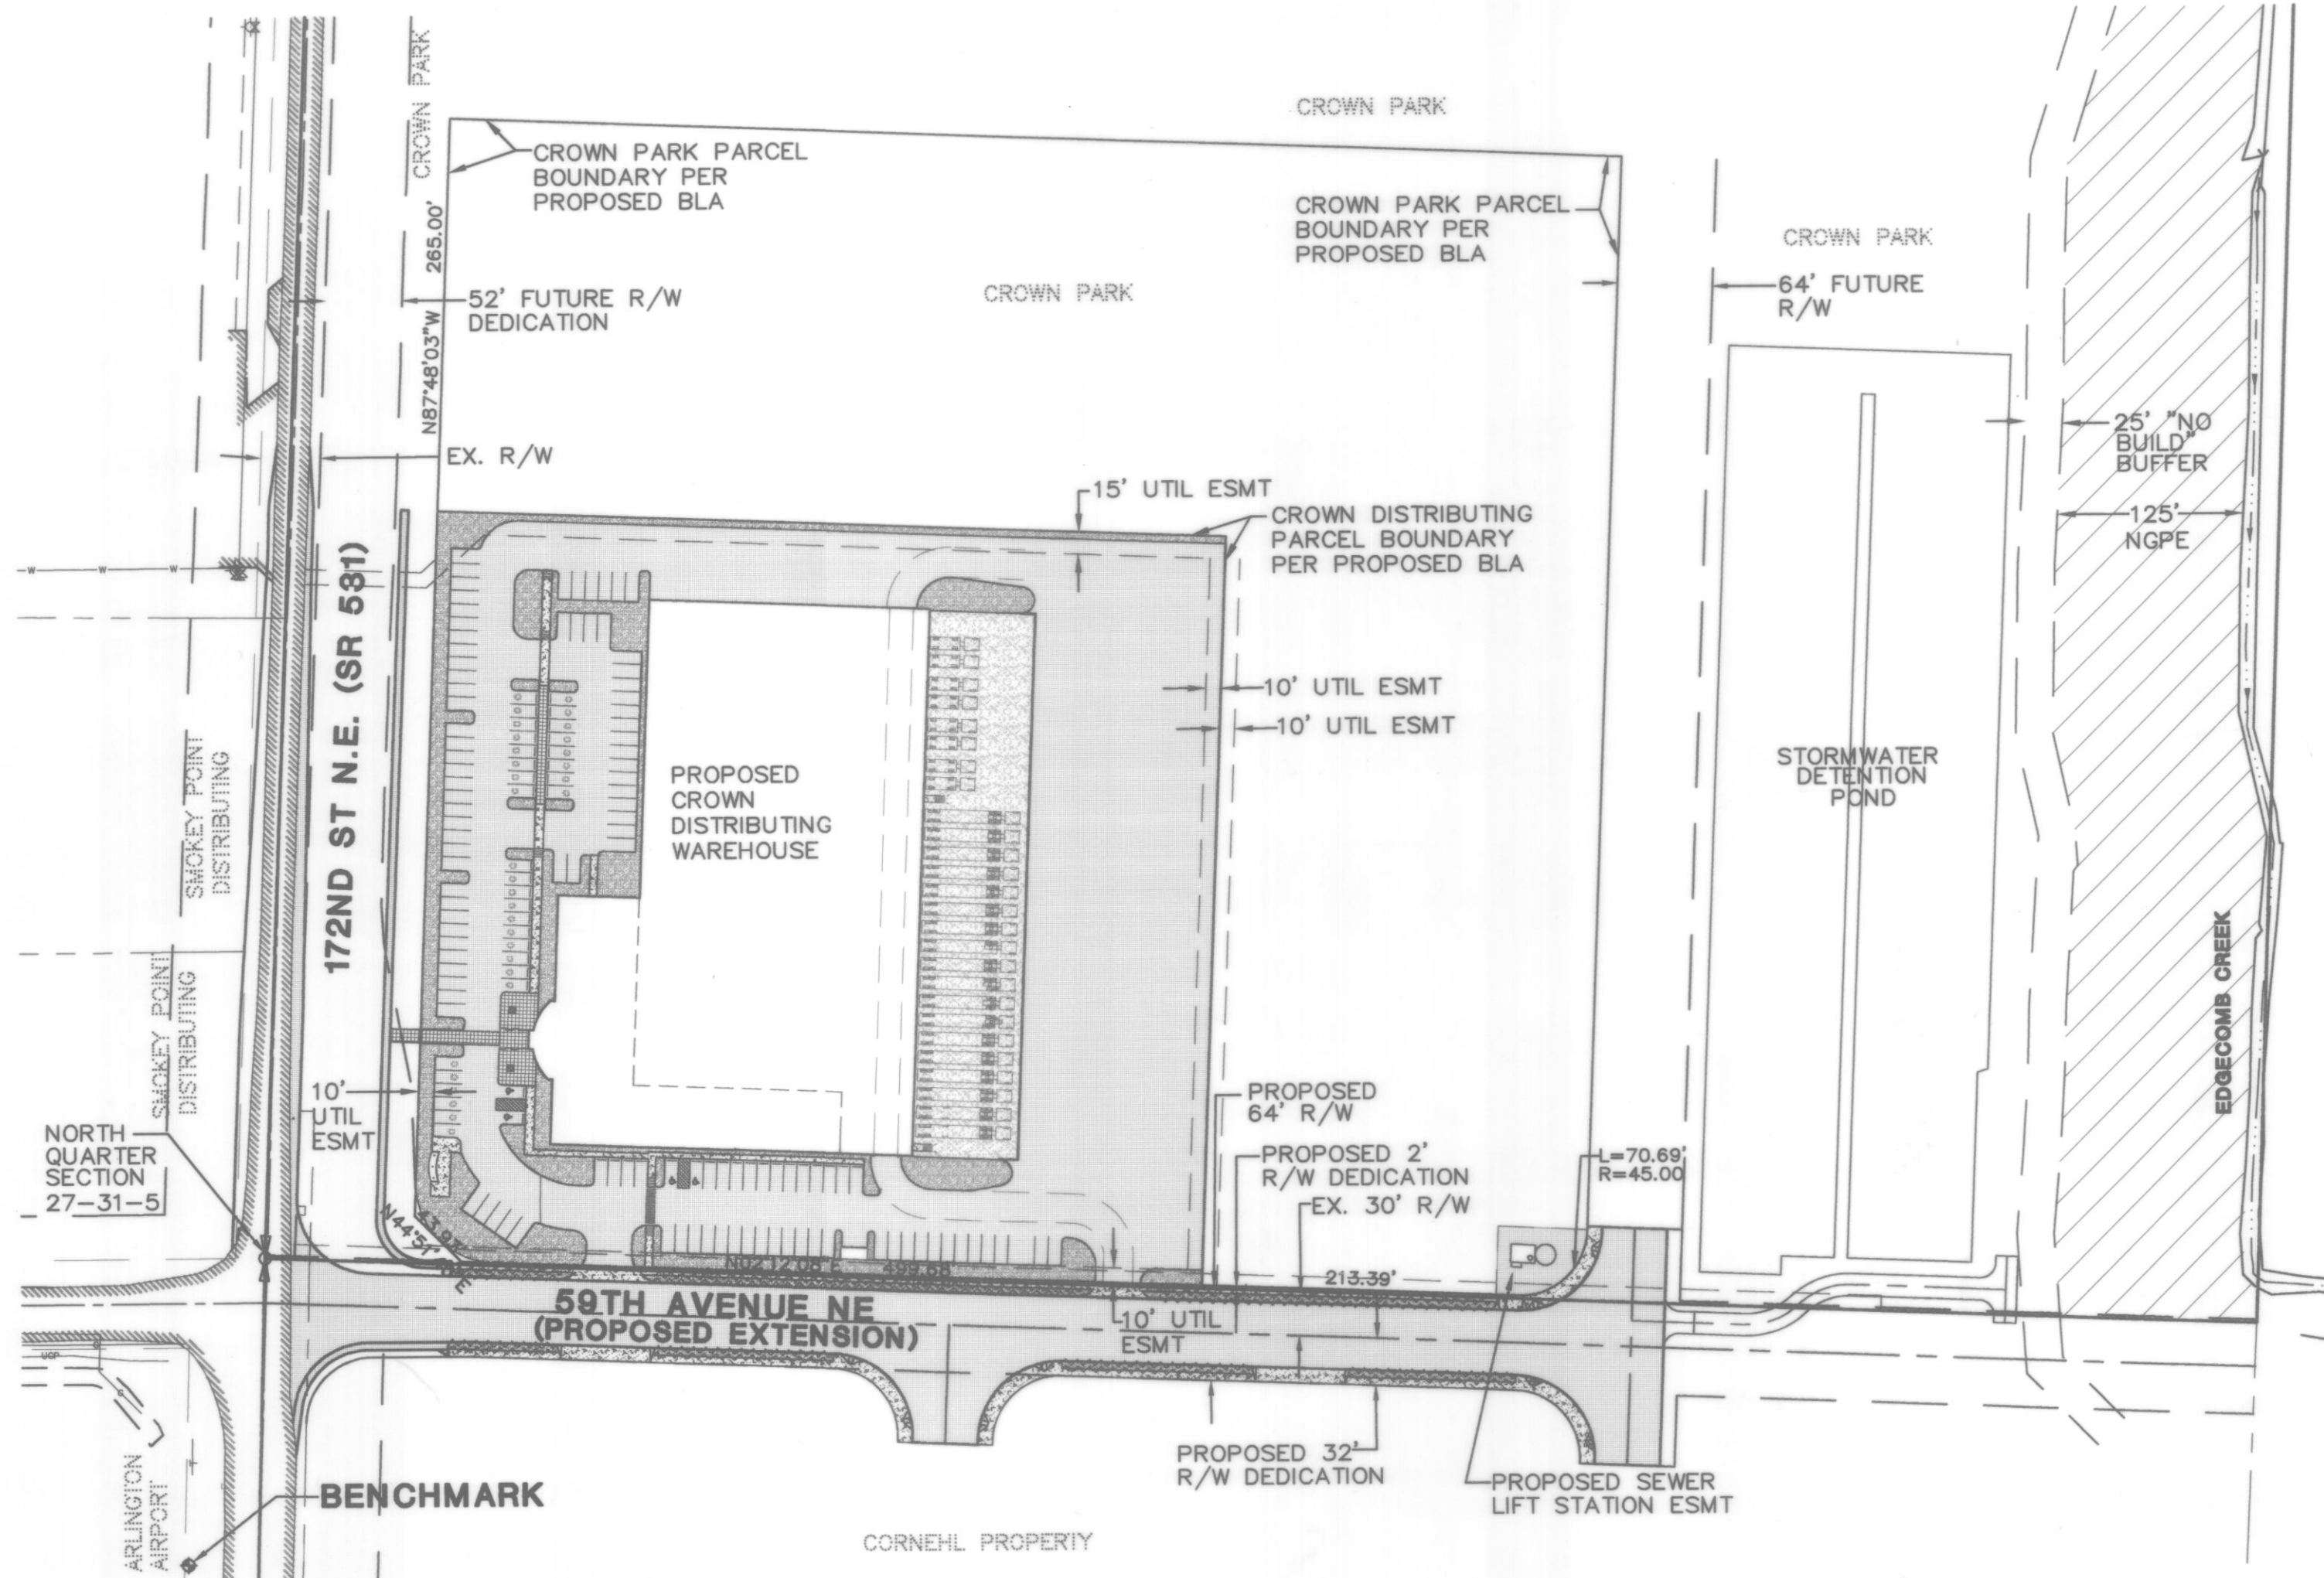 CROWN PARK
CROWN PARK
CROWN PARK PARCEL
BOUNDARY PER
PROPOSED BLA
CROWN PARK PARCEL
BOUNDARY PER
PROPOSED BLA
CROWN PARK
64' FUTURE
R/W
N87°48'03"W 265.00'
52' FUTURE R/W
DEDICATION
CROWN PARK
EX. R/W
25' "NO
BUILD"
BUFFER
125'
NGPE
15' UTIL ESMT
CROWN DISTRIBUTING
PARCEL BOUNDARY
PER PROPOSED BLA
W W W
172ND ST N.E. (SR 531)
10' UTIL ESMT
10' UTIL ESMT
SMOKEY POINT
DISTRIBUTING
PROPOSED
CROWN
DISTRIBUTING
WAREHOUSE
STORMWATER
DETENTION
POND
EDGECOMB CREEK
SMOKEY POINT
DISTRIBUTING
10'
UTIL
ESMT
NORTH
QUARTER
SECTION
27-31-5
PROPOSED
64' R/W
PROPOSED 2'
R/W DEDICATION
EX. 30' R/W
L=70.69'
R=45.00
213.39'
59TH AVENUE NE
(PROPOSED EXTENSION)
10' UTIL
ESMT
UGP
G
G
PROPOSED 32'
R/W DEDICATION
PROPOSED SEWER
LIFT STATION ESMT
BENCHMARK
ARLINGTON
AIRPORT
CORNEHL PROPERTY